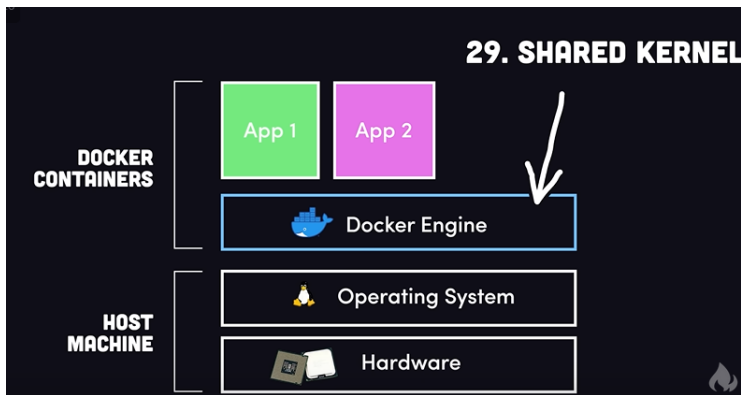 29. SHARED KERNEL
App 1
App 2
DOCKER
CONTAINERS
Docker Engine
Operating System
HOST
MACHINE
Hardware